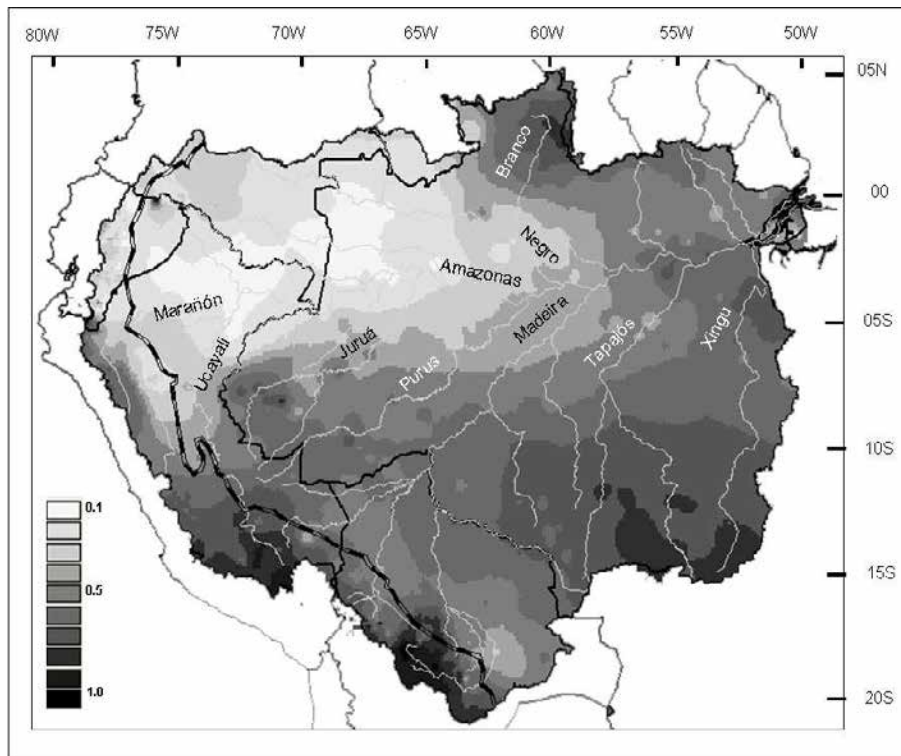 80W 75W 70W 65W 60W 55W 50W
05N
Branco
00
Negro
Amazonas
Marañón
Madeira
05S
Ucayali
Juruá
Purus
Tapajós
Xingu
10S
0.1
0.5
15S
1.0
20S